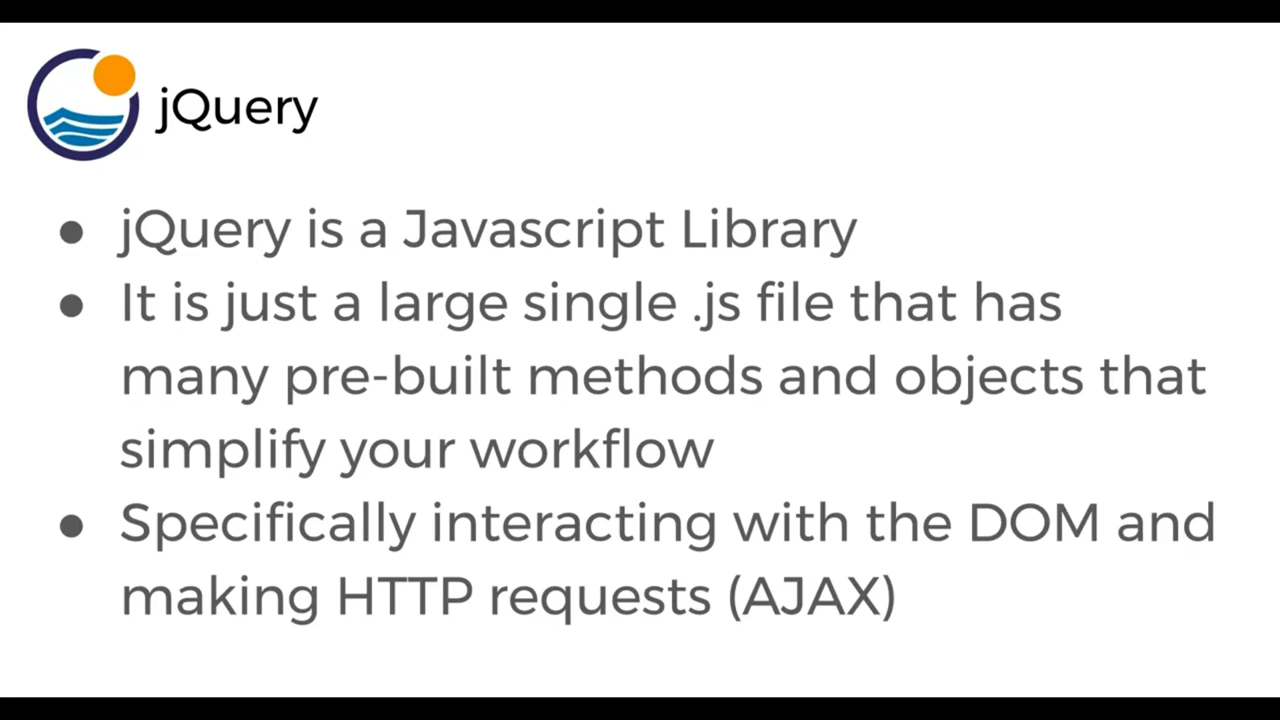 jQuery
● jQuery is a Javascript Library
● It is just a large single .js file that has
many pre-built methods and objects that
simplify your workflow
● Specifically interacting with the DOM and
making HTTP requests (AJAX)